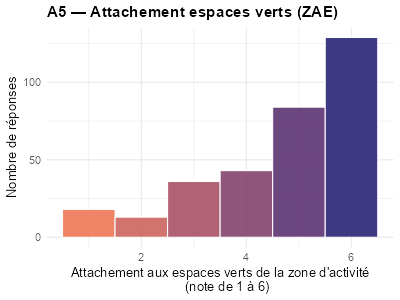 A5 — Attachement espaces verts (ZAE)
Nombre de réponses
100
50
0
2
4
6
Attachement aux espaces verts de la zone d'activité
(note de 1 à 6)